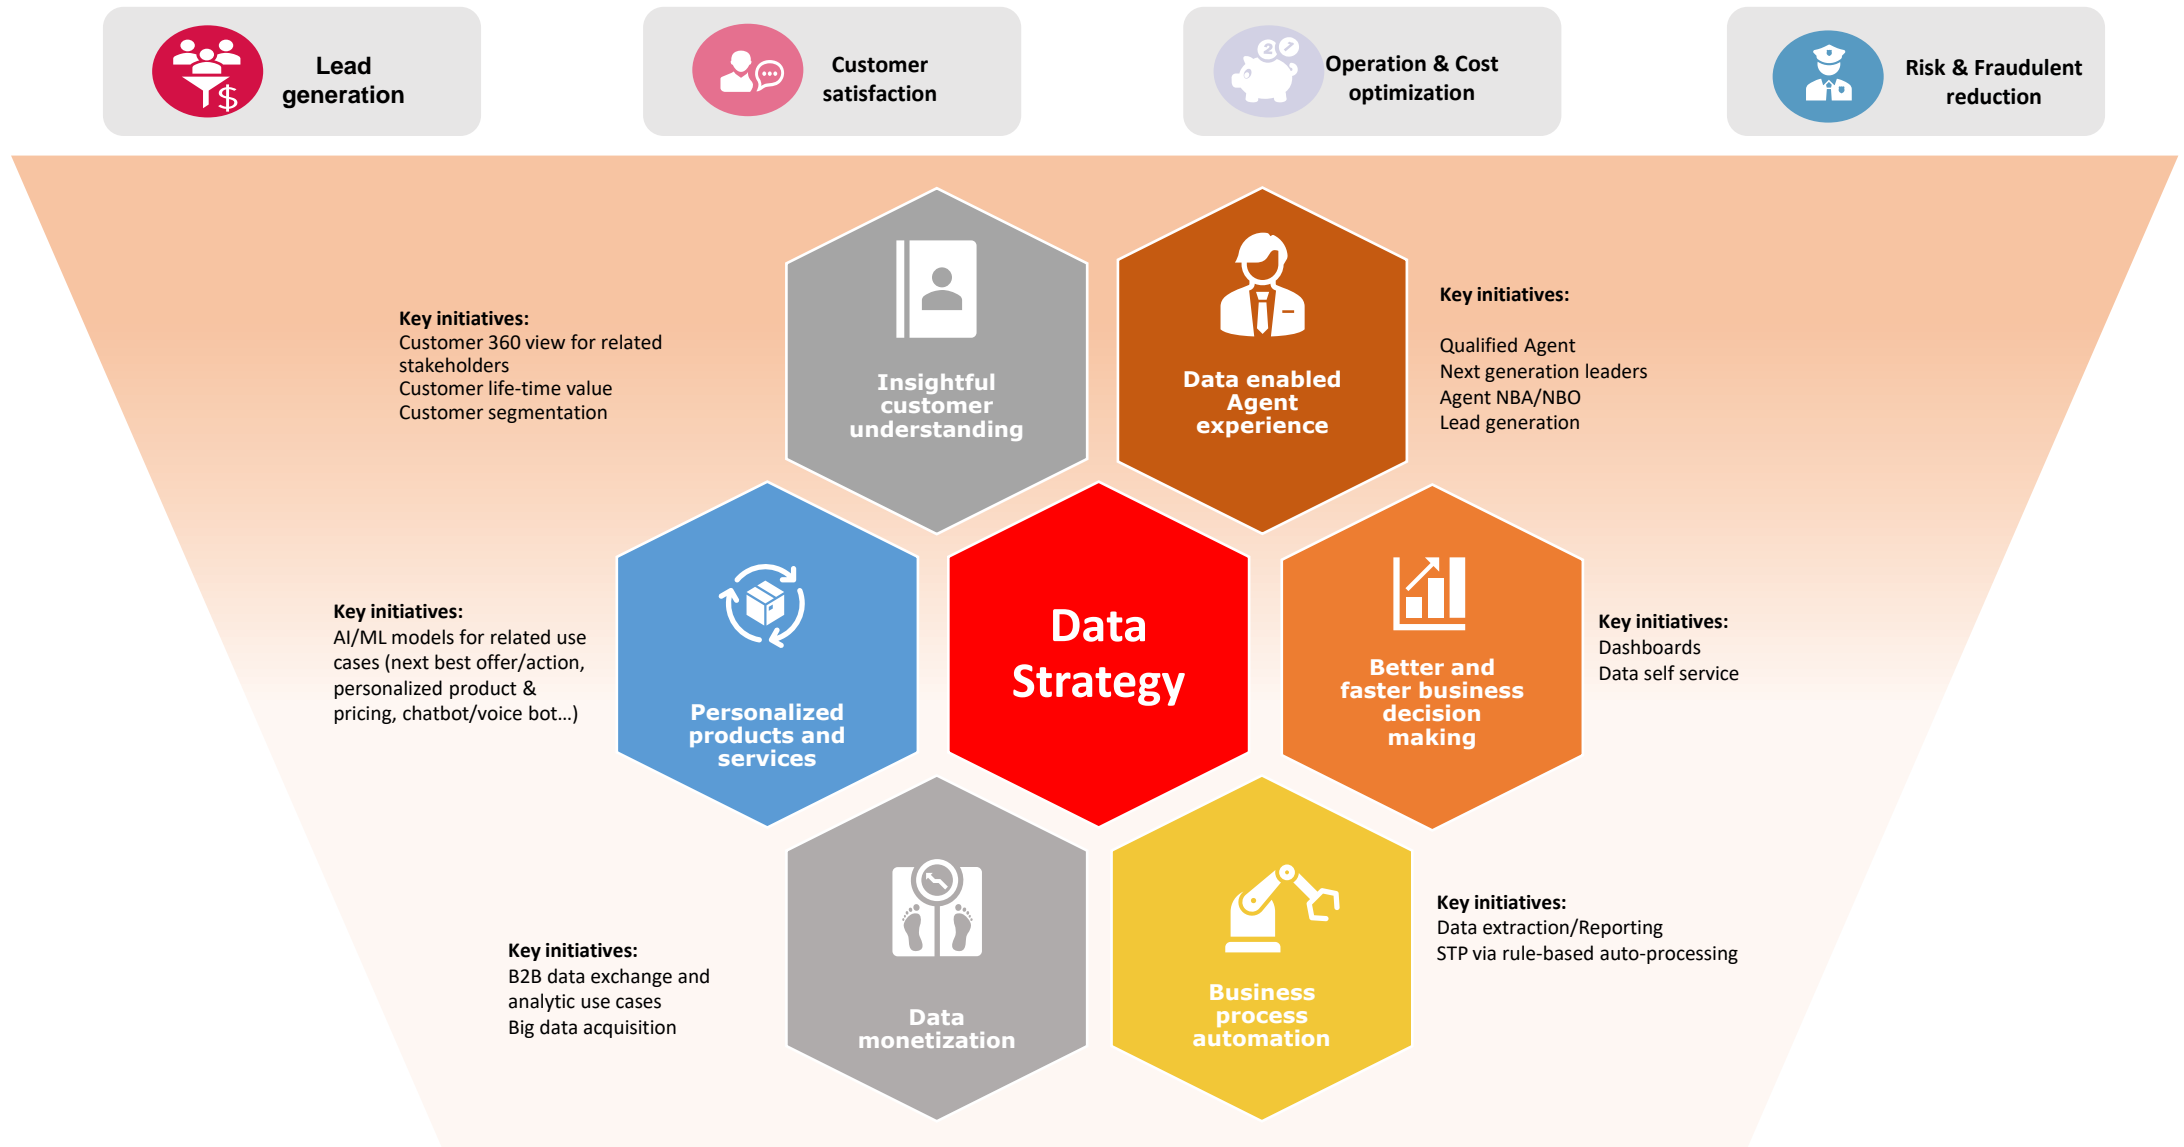 Lead
generation
Customer
satisfaction
2 1
Operation & Cost
optimization
Risk & Fraudulent
reduction
$
Key initiatives:
Customer 360 view for related
stakeholders
Customer life-time value
Customer segmentation
Insightful
customer
understanding
Data enabled
Agent
experience
Key initiatives:
Qualified Agent
Next generation leaders
Agent NBA/NBO
Lead generation
Key initiatives:
AI/ML models for related use
cases (next best offer/action,
personalized product &
pricing, chatbot/voice bot…)
Personalized
products and
services
Data
Strategy
Better and
faster business
decision
making
Key initiatives:
Dashboards
Data self service
Key initiatives:
B2B data exchange and
analytic use cases
Big data acquisition
Data
monetization
Business
process
automation
Key initiatives:
Data extraction/Reporting
STP via rule-based auto-processing